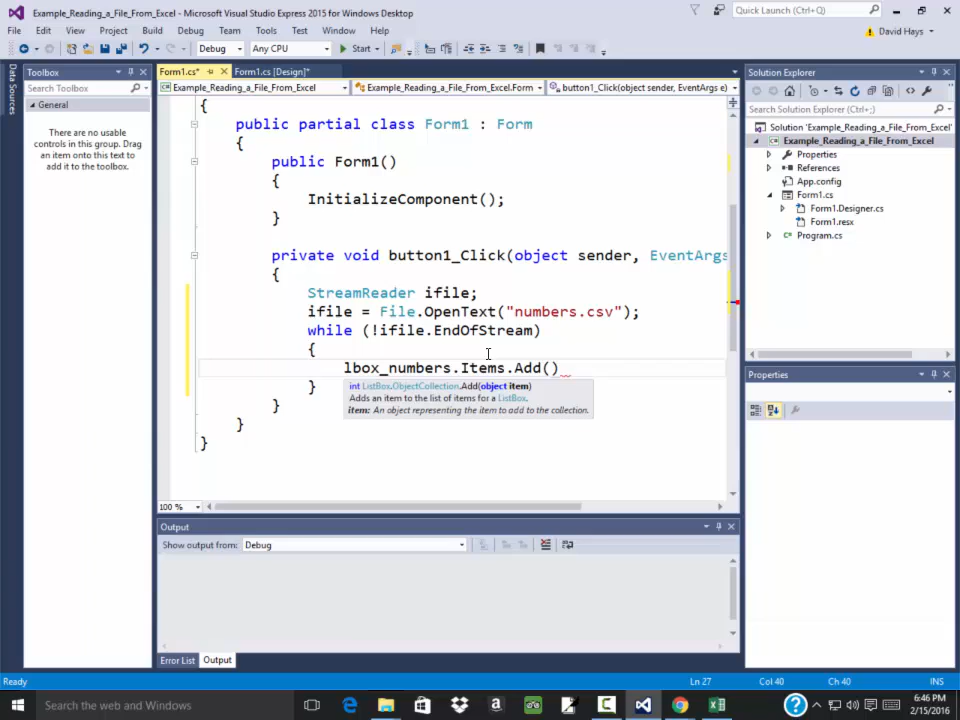 Example_Reading_a_File_From_Excel - Microsoft Visual Studio Express 2015 for Windows Desktop
Quick Launch (Ctrl+Q)
File Edit View Project Build Debug Team Tools Test Window Help
David Hays
Debug Any CPU Start
Data Sources
Toolbox
Search Toolbox
General
There are no usable
controls in this group. Drag
an item onto this text to
add it to the toolbox.
Form1.cs* Form1.cs [Design]*
Example_Reading_a_File_From_Excel Example_Reading_a_File_From_Excel.Form button1_Click(object sender, EventArgs e)
{
public partial class Form1 : Form
{
public Form1()
{
InitializeComponent();
}
private void button1_Click(object sender, EventArgs
{
StreamReader ifile;
ifile = File.OpenText("numbers.csv");
while (!ifile.EndOfStream)
{
lbox_numbers.Items.Add()
int ListBox.ObjectCollection.Add(object item)
Adds an item to the list of items for a ListBox.
item: An object representing the item to add to the collection.
}
}
}
}
100 %
Output
Show output from: Debug
Error List Output
Solution Explorer
Search Solution Explorer (Ctrl+;)
Solution 'Example_Reading_a_File_From_Excel'
Example_Reading_a_File_From_Excel
Properties
References
App.config
Form1.cs
Form1.Designer.cs
Form1.resx
Program.cs
Properties
Ready Ln 27 Col 40 Ch 40 INS
Search the web and Windows
6:46 PM
2/15/2016